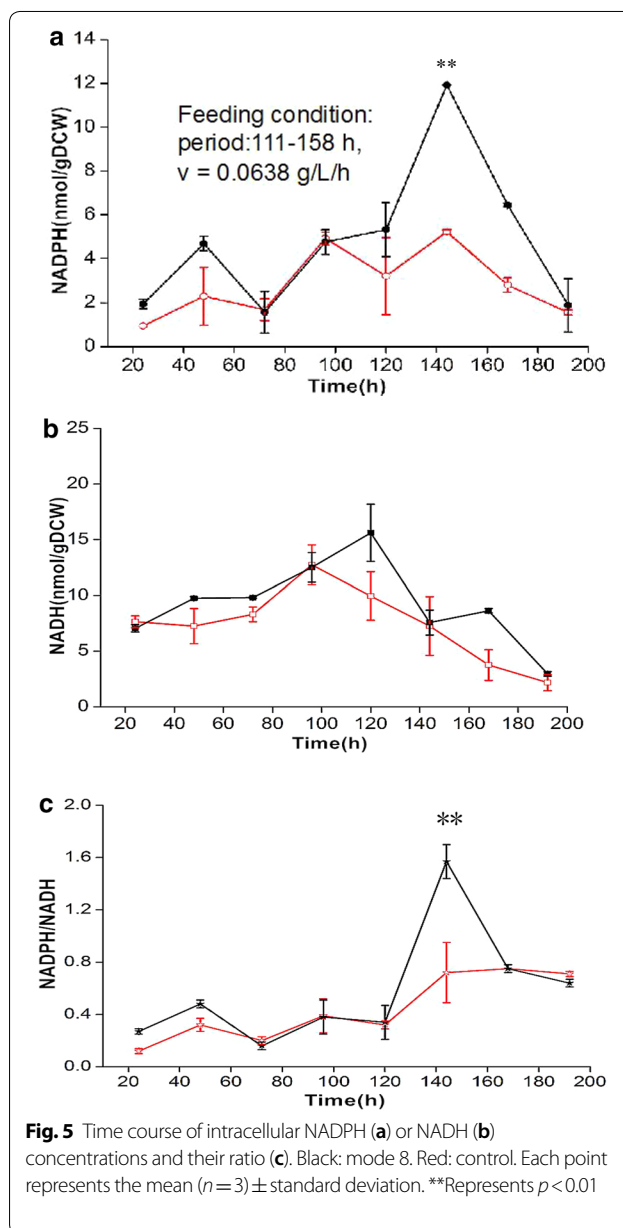 a
14
12
10
8
6
4
2
0
NADPH(nmol/gDCW)
**
Feeding condition:
period:111-158 h,
v = 0.0638 g/L/h
20 40 60 80 100 120 140 160 180 200
Time(h)
b
25
20
15
10
5
0
NADH(nmol/gDCW)
20 40 60 80 100 120 140 160 180 200
Time(h)
c
2.0
1.6
1.2
0.8
0.4
0.0
NADPH/NADH
**
20 40 60 80 100 120 140 160 180 200
Time(h)
Fig. 5 Time course of intracellular NADPH (a) or NADH (b)
concentrations and their ratio (c). Black: mode 8. Red: control. Each point
represents the mean (n = 3) ± standard deviation. **Represents p < 0.01